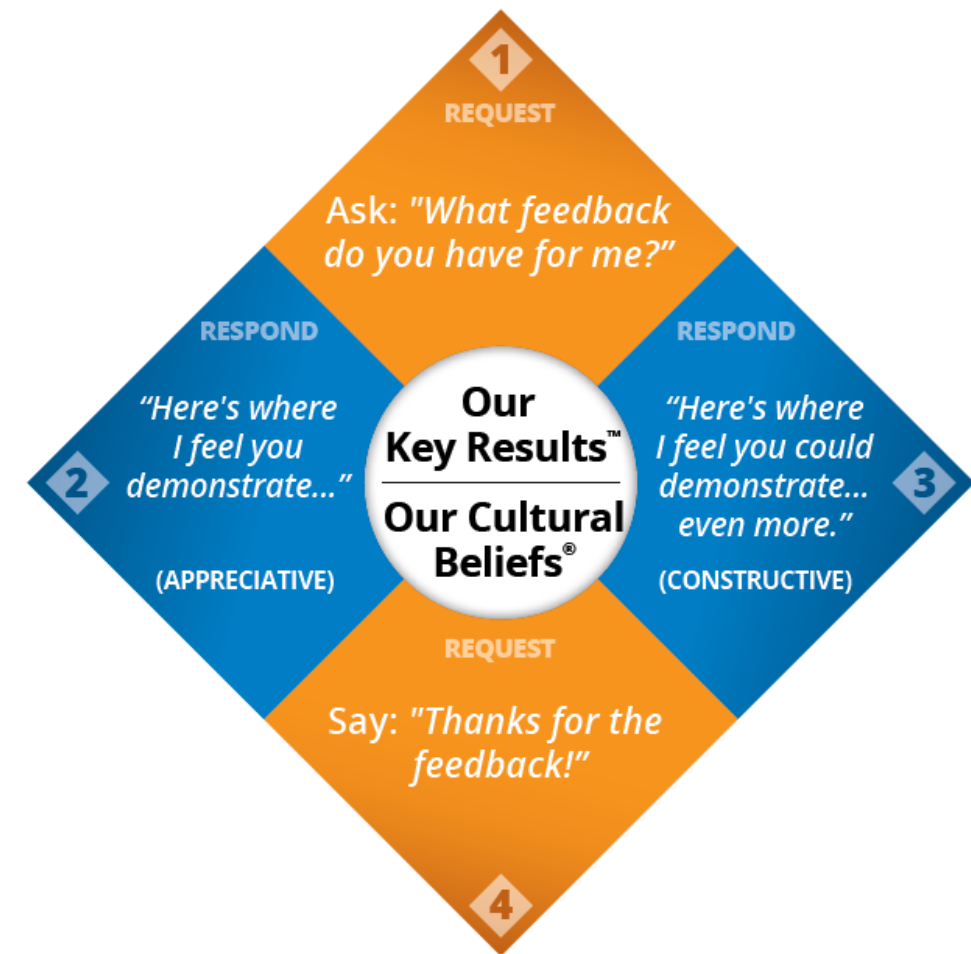 1
REQUEST
Ask: "What feedback
do you have for me?”
RESPOND
“Here's where
I feel you
demonstrate...”
2
(APPRECIATIVE)
Our
Key Results™
Our Cultural
Beliefs®
RESPOND
“Here's where
I feel you could
demonstrate...
even more.”
3
(CONSTRUCTIVE)
REQUEST
Say: "Thanks for the
feedback!”
4